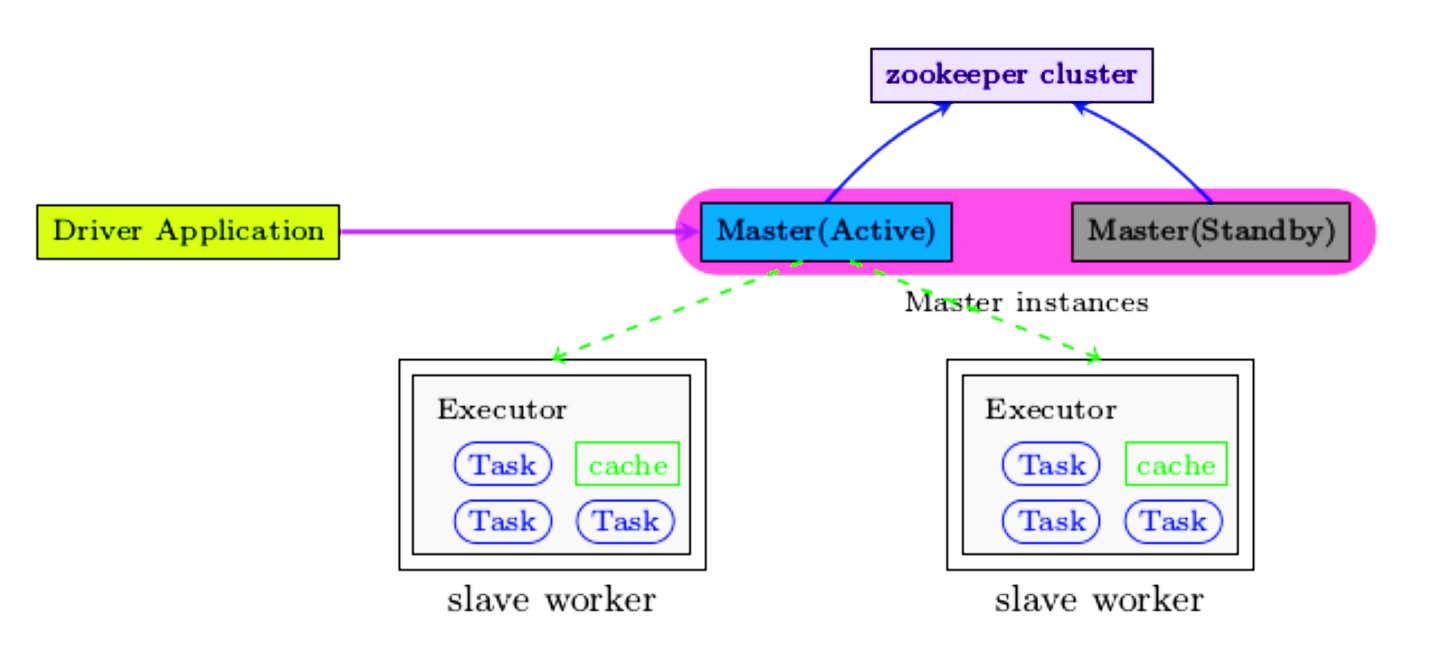 zookeeper cluster
Driver Application
Master(Active)
Master(Standby)
Master instances
Executor
Task
cache
Task
Task
slave worker
Executor
Task
cache
Task
Task
slave worker